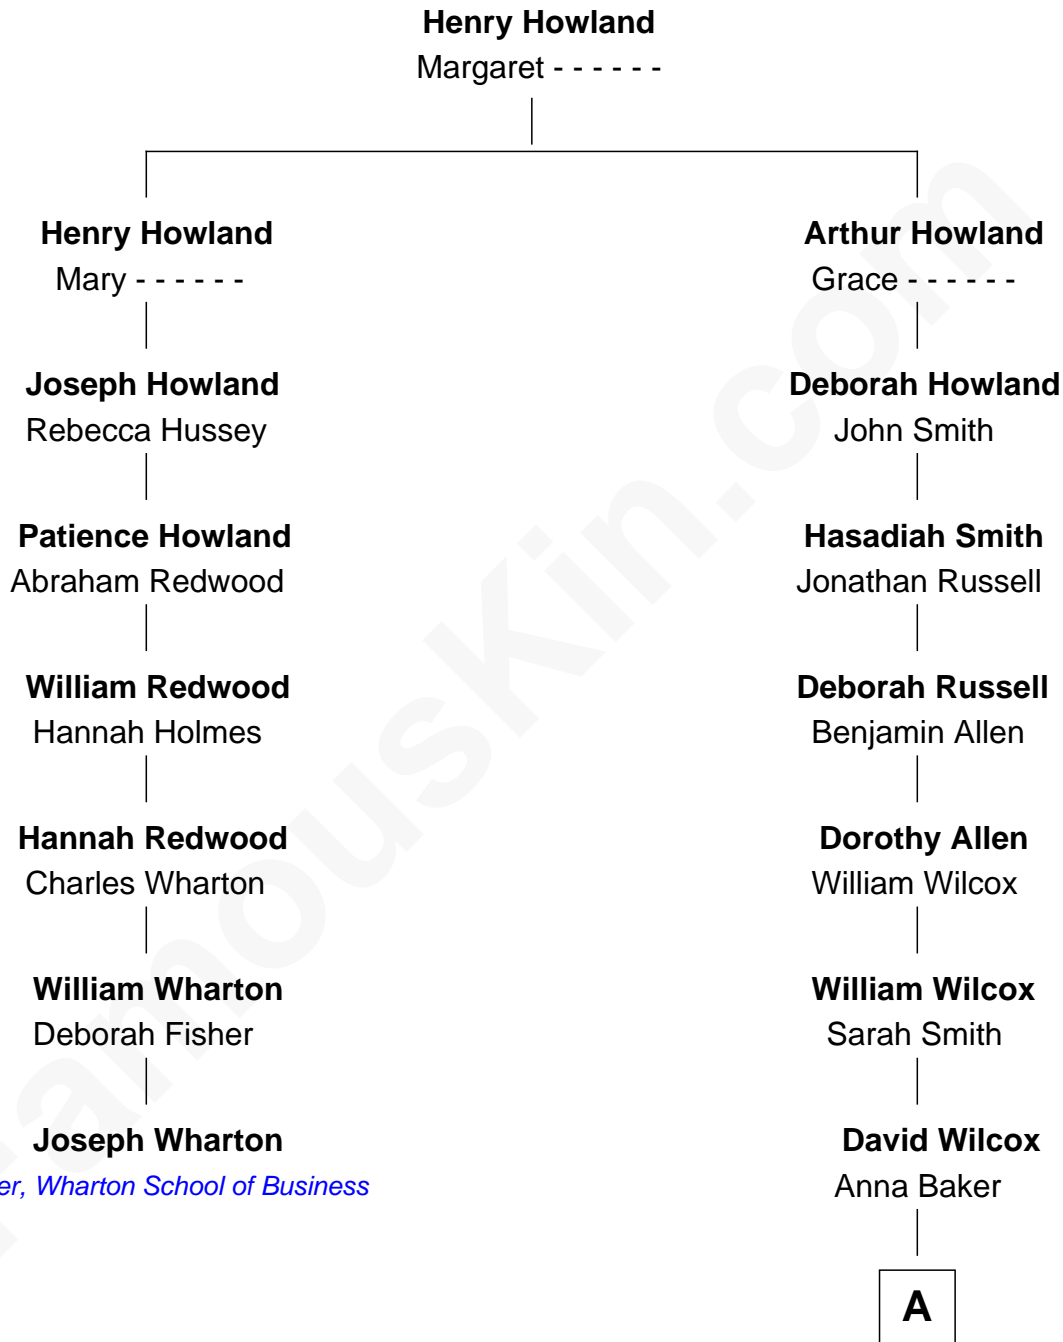 Henry Howland
Margaret - - - - - -
Henry Howland
Mary - - - - - -
Arthur Howland
Grace - - - - - -
Joseph Howland
Rebecca Hussey
Deborah Howland
John Smith
Patience Howland
Abraham Redwood
Hasadiah Smith
Jonathan Russell
William Redwood
Hannah Holmes
Deborah Russell
Benjamin Allen
Hannah Redwood
Charles Wharton
Dorothy Allen
William Wilcox
William Wharton
Deborah Fisher
William Wilcox
Sarah Smith
Joseph Wharton
Wharton School of Business
David Wilcox
Anna Baker
A
FamousKin.com